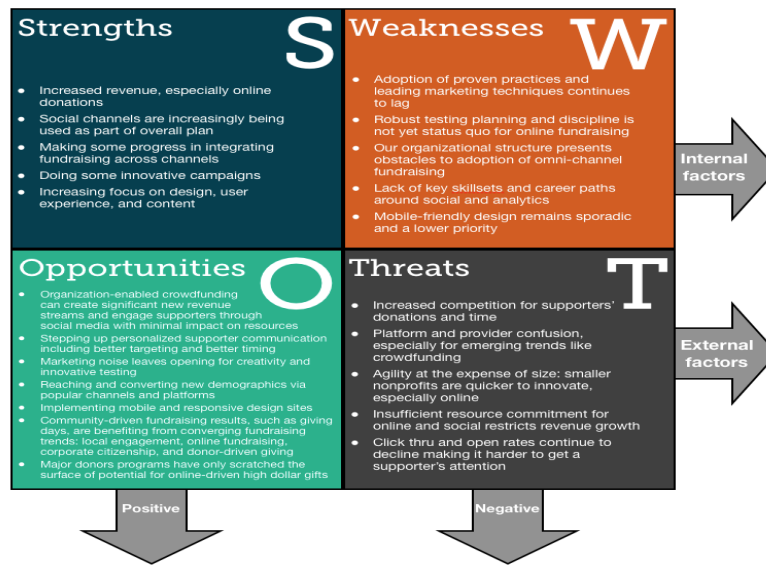 Strengths
S
● Increased revenue, especially online
donations
● Social channels are increasingly being
used as part of overall plan
● Making some progress in integrating
fundraising across channels
● Doing some innovative campaigns
● Increasing focus on design, user
experience, and content
Weaknesses
W
● Adoption of proven practices and
leading marketing techniques continues
to lag
● Robust testing planning and discipline is
not yet status quo for online fundraising
● Our organizational structure presents
obstacles to adoption of omni-channel
fundraising
● Lack of key skillsets and career paths
around social and analytics
● Mobile-friendly design remains sporadic
and a lower priority
Internal
factors
Opportunities
O
● Organization-enabled crowdfunding
can create significant new revenue
streams and engage supporters through
social media with minimal impact on resources
● Stepping up personalized supporter communication
including better targeting and better timing
● Marketing noise leaves opening for creativity and
innovative testing
● Reaching and converting new demographics via
popular channels and platforms
● Implementing mobile and responsive design sites
● Community-driven fundraising results, such as giving
days, are benefiting from converging fundraising
trends: local engagement, online fundraising,
corporate citizenship, and donor-driven giving
● Major donors programs have only scratched the
surface of potential for online-driven high dollar gifts
Threats
T
● Increased competition for supporters'
donations and time
● Platform and provider confusion,
especially for emerging trends like
crowdfunding
● Agility at the expense of size: smaller
nonprofits are quicker to innovate,
especially online
● Insufficient resource commitment for
online and social restricts revenue growth
● Click thru and open rates continue to
decline making it harder to get a
supporter's attention
External
factors
Positive
Negative